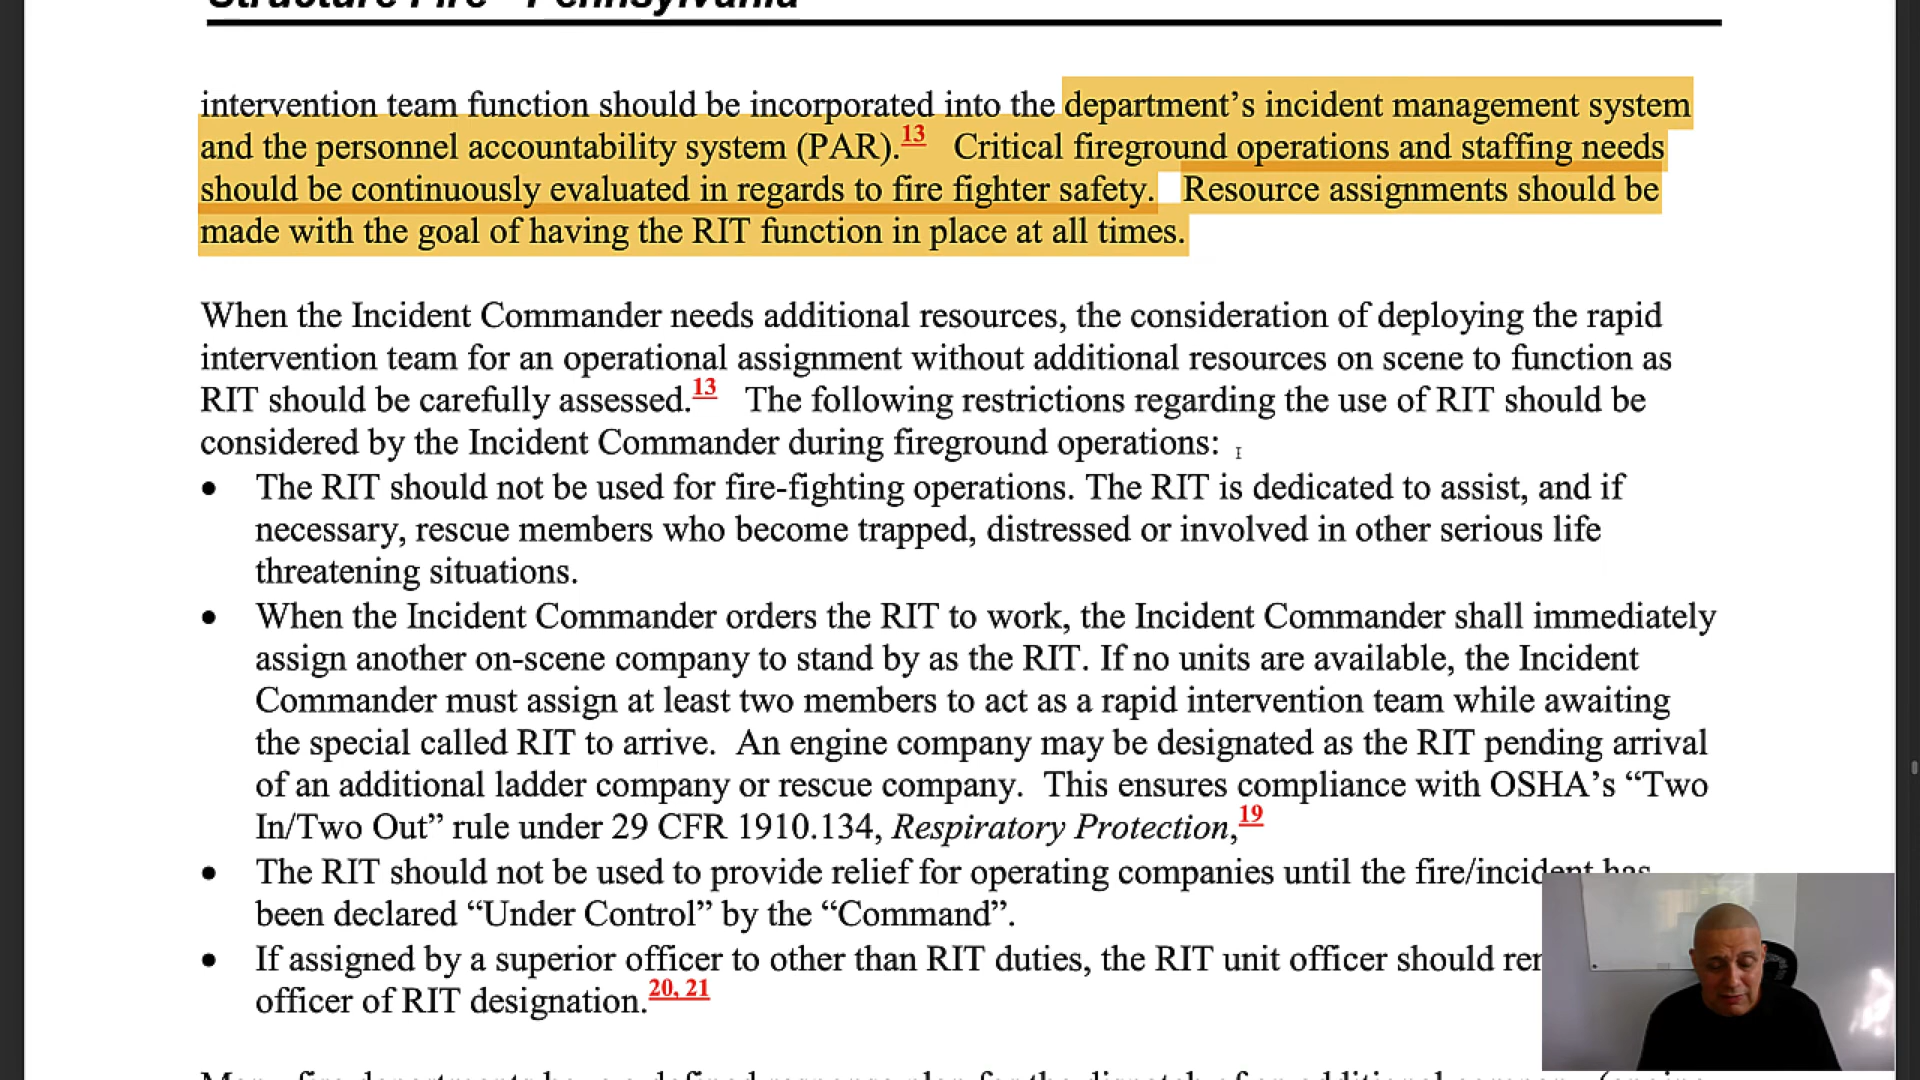 Structure Fire - Pennsylvania
intervention team function should be incorporated into the department’s incident management system
and the personnel accountability system (PAR).13 Critical fireground operations and staffing needs
should be continuously evaluated in regards to fire fighter safety. Resource assignments should be
made with the goal of having the RIT function in place at all times.
When the Incident Commander needs additional resources, the consideration of deploying the rapid
intervention team for an operational assignment without additional resources on scene to function as
RIT should be carefully assessed.13 The following restrictions regarding the use of RIT should be
considered by the Incident Commander during fireground operations:
• The RIT should not be used for fire-fighting operations. The RIT is dedicated to assist, and if
necessary, rescue members who become trapped, distressed or involved in other serious life
threatening situations.
• When the Incident Commander orders the RIT to work, the Incident Commander shall immediately
assign another on-scene company to stand by as the RIT. If no units are available, the Incident
Commander must assign at least two members to act as a rapid intervention team while awaiting
the special called RIT to arrive. An engine company may be designated as the RIT pending arrival
of an additional ladder company or rescue company. This ensures compliance with OSHA’s “Two
In/Two Out” rule under 29 CFR 1910.134, Respiratory Protection,19
• The RIT should not be used to provide relief for operating companies until the fire/incident has
been declared “Under Control” by the “Command”.
• If assigned by a superior officer to other than RIT duties, the RIT unit officer should
officer of RIT designation.20, 21